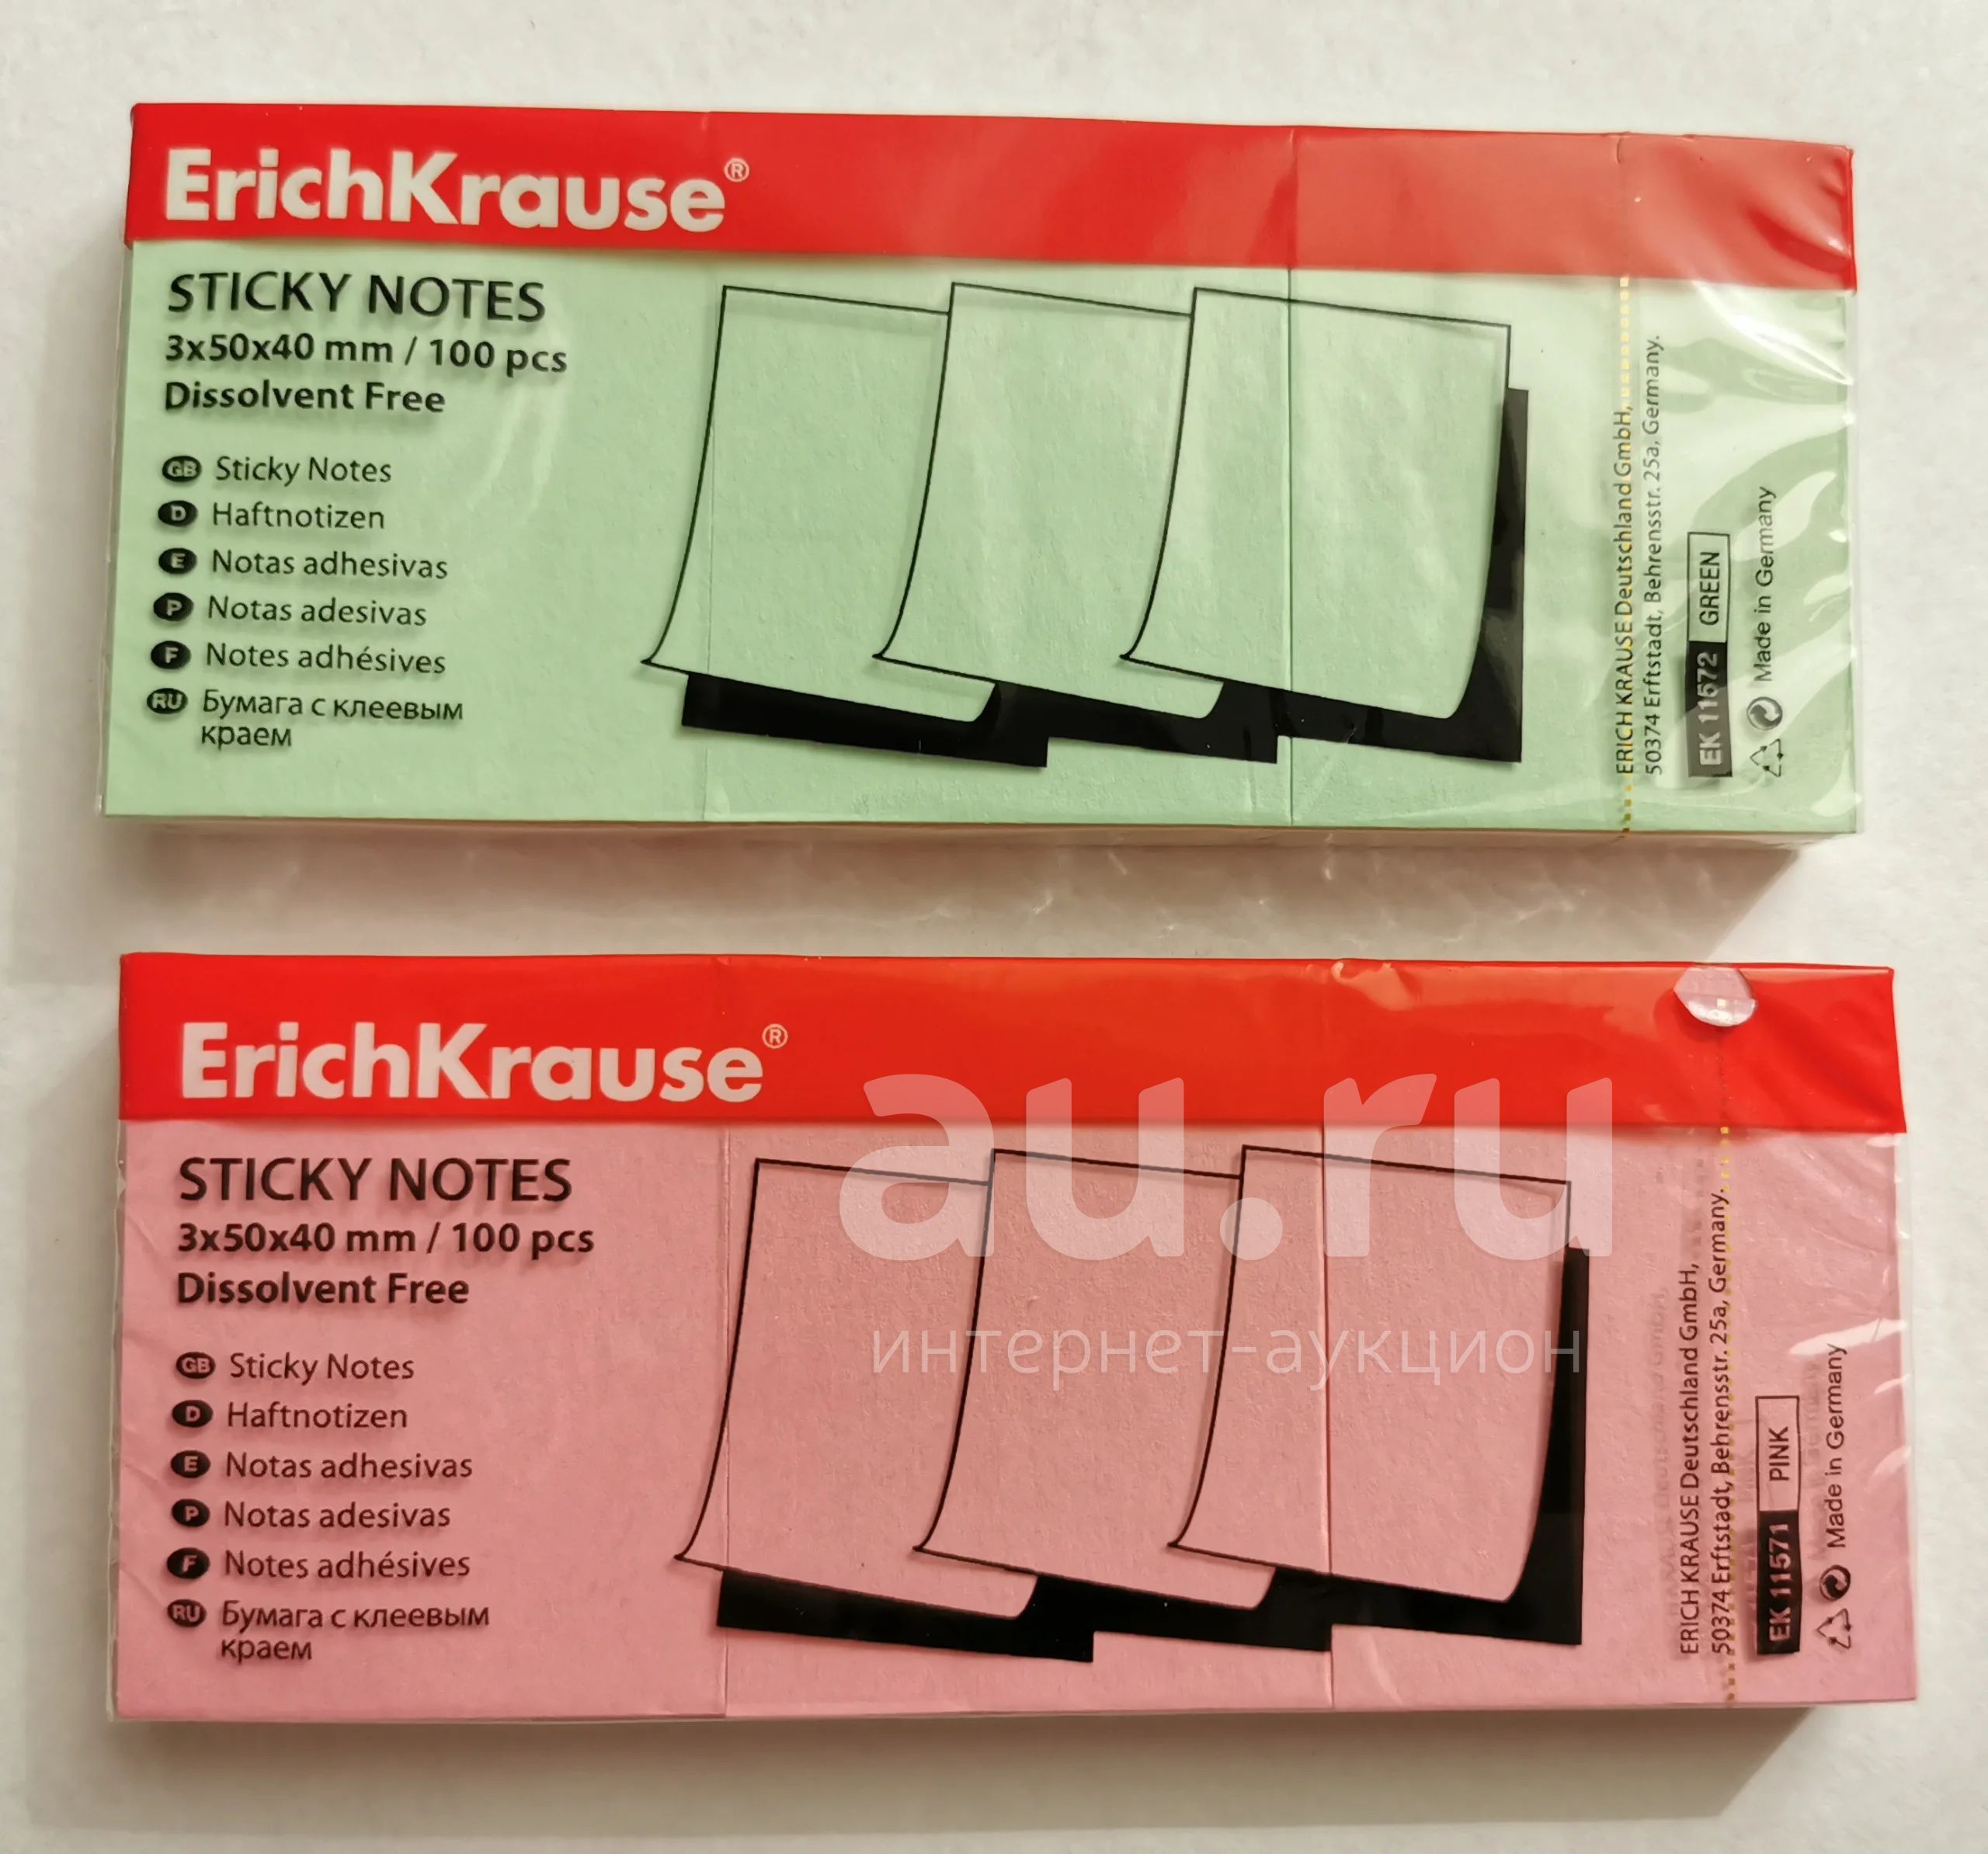 ErichKrause®
STICKY NOTES
3x50x40 mm / 100 pcs
Dissolvent Free
GB Sticky Notes
D Haftnotizen
E Notas adhesivas
P Notas adesivas
F Notes adhésives
RU Бумага с клеевым
краем
ERICH KRAUSE Deutschland GmbH,
50374 Erftstadt, Behrensstr. 25a, Germany.
EK 11572 GREEN
Made in Germany
ErichKrause®
STICKY NOTES
3x50x40 mm / 100 pcs
Dissolvent Free
GB Sticky Notes
D Haftnotizen
E Notas adhesivas
P Notas adesivas
F Notes adhésives
RU Бумага с клеевым
краем
ERICH KRAUSE Deutschland GmbH,
50374 Erftstadt, Behrensstr. 25a, Germany.
EK 11571 PINK
Made in Germany
au.ru
интернет-аукцион